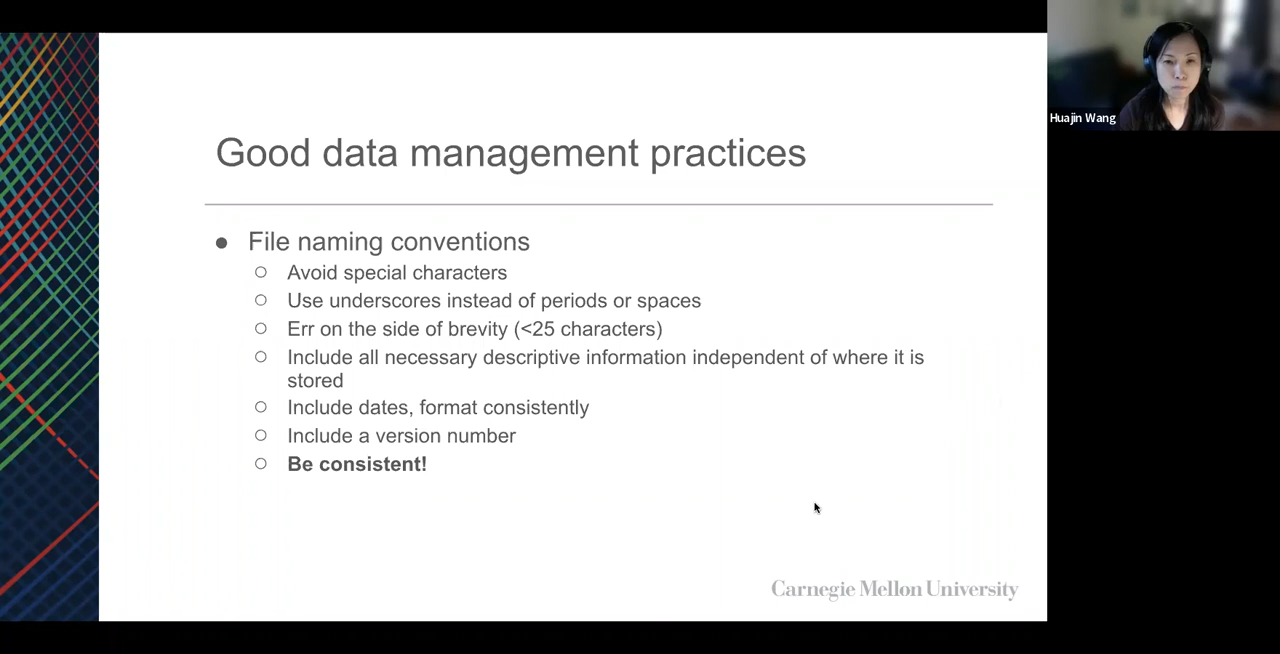 Good data management practices
Huajin Wang
● File naming conventions
○ Avoid special characters
○ Use underscores instead of periods or spaces
○ Err on the side of brevity (<25 characters)
○ Include all necessary descriptive information independent of where it is
stored
○ Include dates, format consistently
○ Include a version number
○ Be consistent!
Carnegie Mellon University